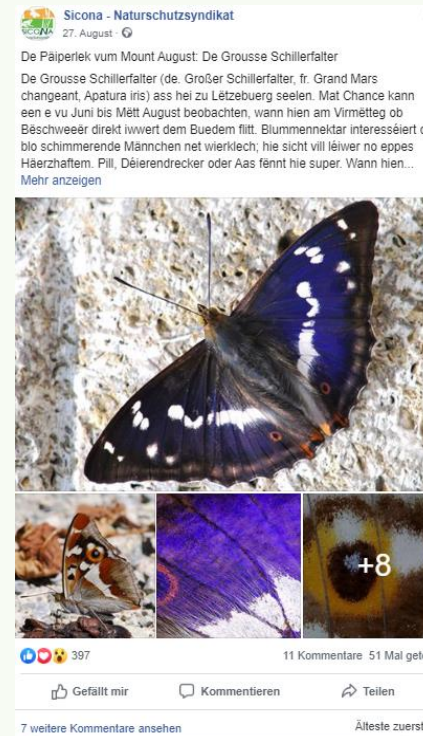 SICONA
Sicona - Naturschutzsyndikat
27. August ·
De Päiperlek vum Mount August: De Grousse Schillerfalter
De Grousse Schillerfalter (de. Großer Schillerfalter, fr. Grand Mars
changeant, Apatura iris) ass hei zu Lëtzebuerg seelen. Mat Chance kann
een e vu Juni bis Mëtt August beobachten, wann hien am Virmëtteg ob
Bëschweeër direkt iwwert dem Buedem flitt. Blummennektar interesséiert
blo schimmerende Männchen net wierklech; hie sicht vill léiwer no eppes
Häerzhaftem. Pill, Déierendrecker oder Aas fënnt hie super. Wann hien...
Mehr anzeigen
+8
397
11 Kommentare 51 Mal
Gefällt mir
Kommentieren
Teilen
7 weitere Kommentare ansehen
Älteste zuerst